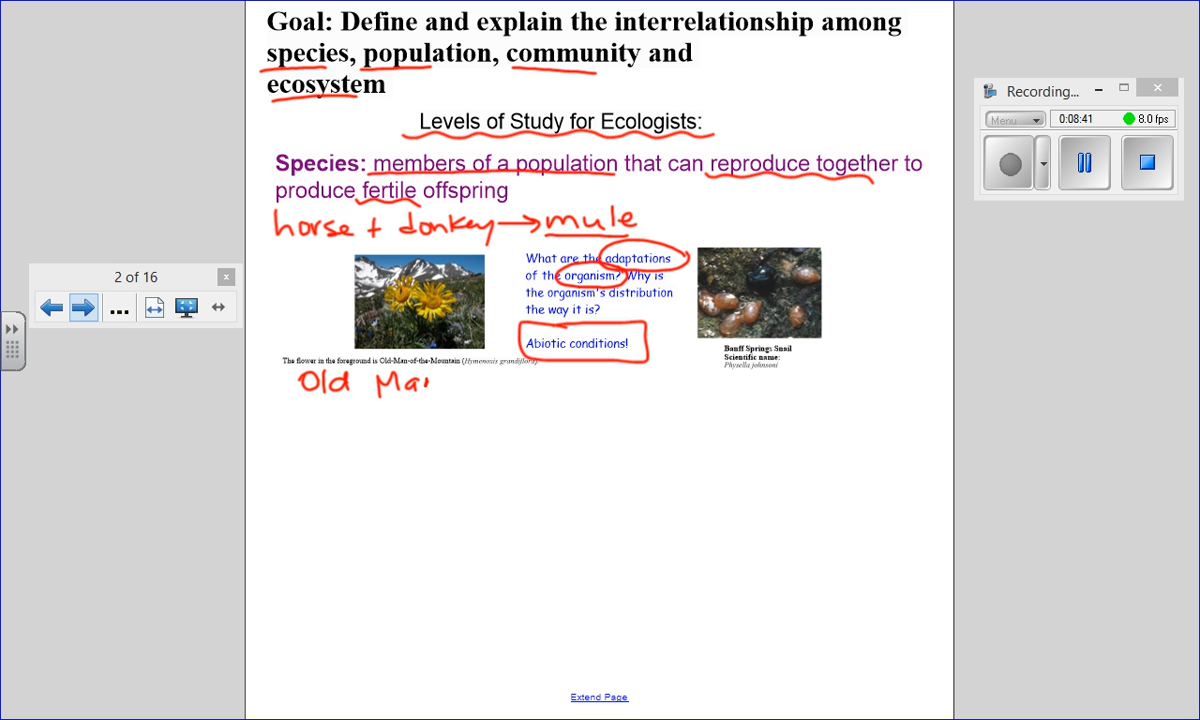 Goal: Define and explain the interrelationship among
species, population, community and
ecosystem
Levels of Study for Ecologists:
Species: members of a population that can reproduce together to
produce fertile offspring
horse + donkey → mule
What are the adaptations
of the organism? Why is
the organism's distribution
the way it is?
Abiotic conditions!
The flower in the foreground is Old-Man-of-the-Mountain (Hymenoxis grandiflora).
Banff Springs Snail
Scientific name:
Physella johnsoni
Old Man
Extend Page
2 of 16
...
Recording...
Menu
0:08:41
8.0 fps